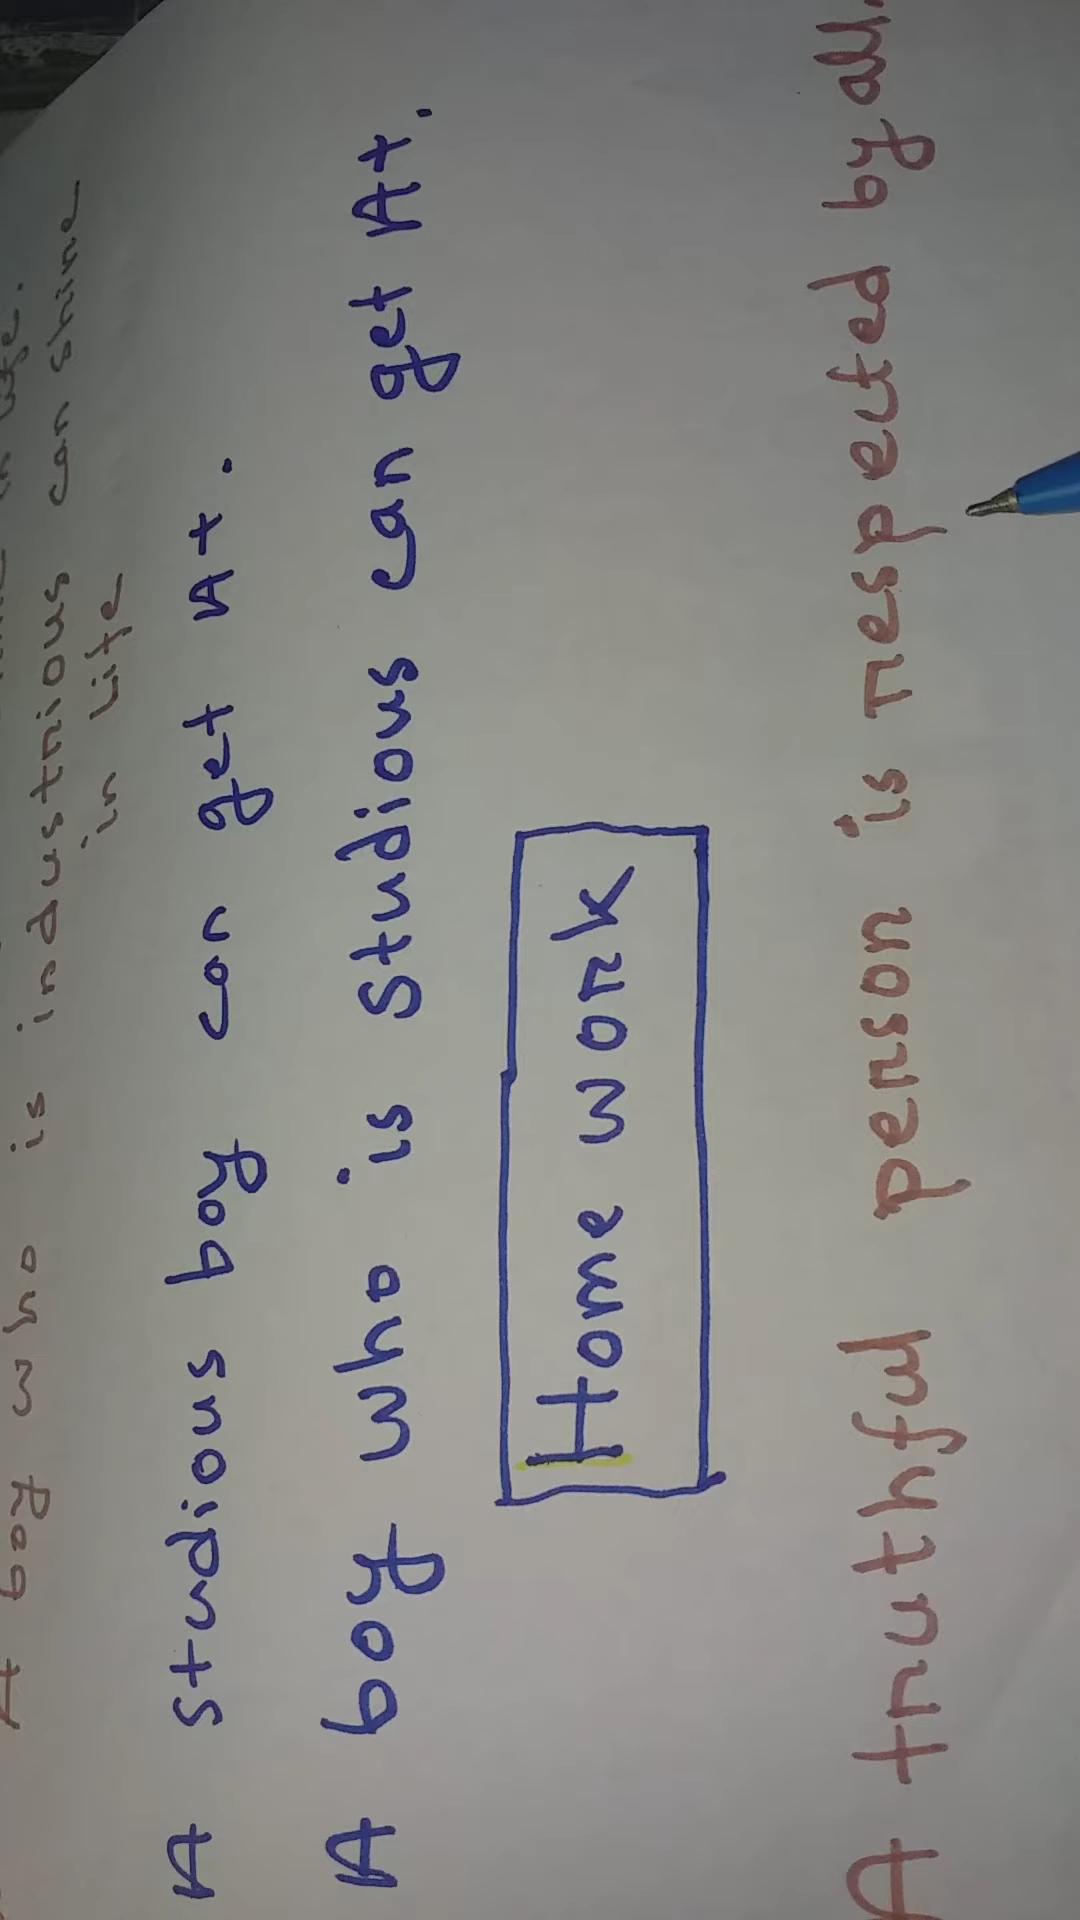 A boy who is industrious can shine
in life
A studious boy can get A+.
A boy who is studious can get A+.
Home work
A truthful person is respected by